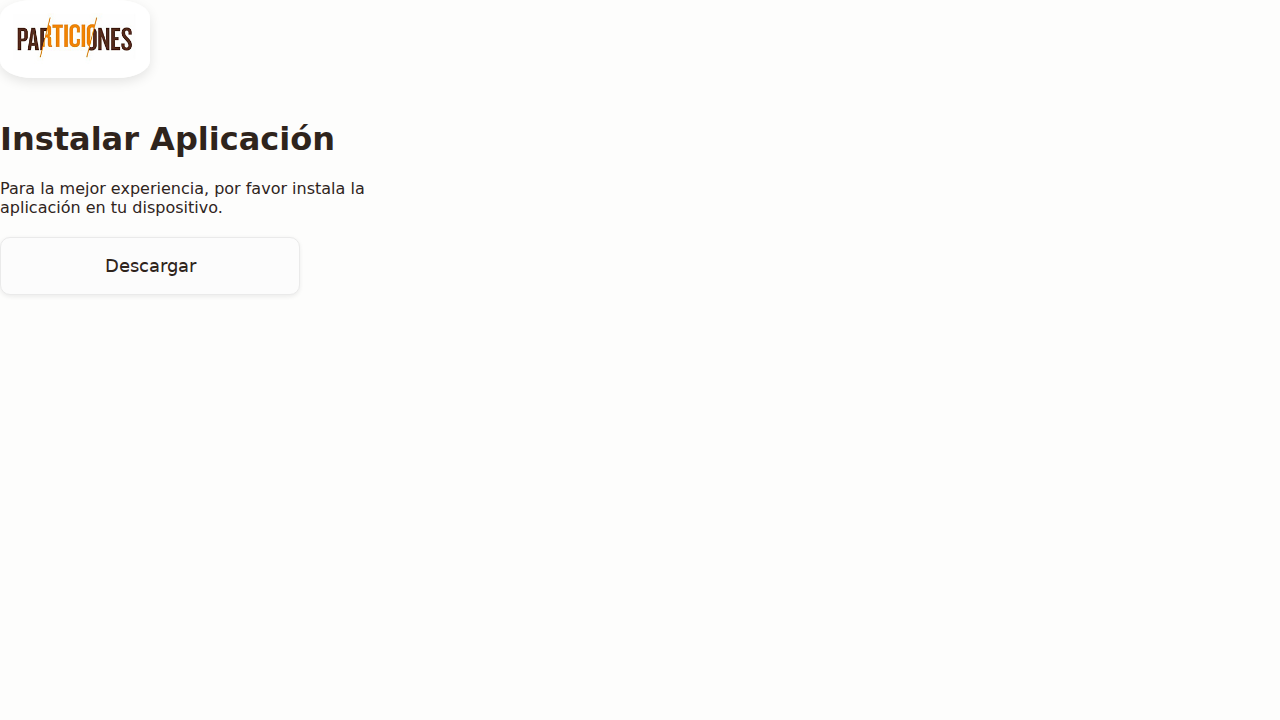 PARTICIONES
Instalar Aplicación
Para la mejor experiencia, por favor instala la
aplicación en tu dispositivo.
Descargar